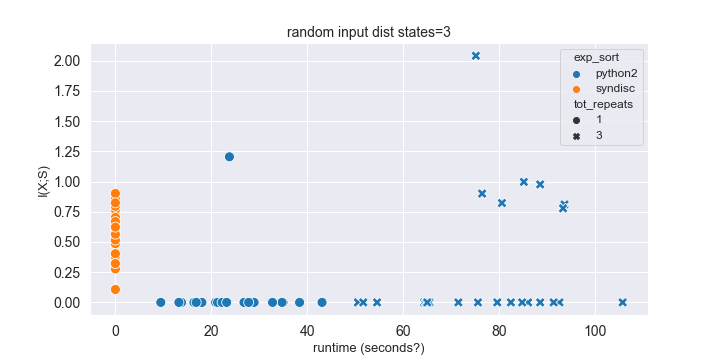 random input dist states=3
I(X;S)
2.00
1.75
1.50
1.25
1.00
0.75
0.50
0.25
0.00
exp_sort
python2
syndisc
tot_repeats
1
3
0 20 40 60 80 100
runtime (seconds?)